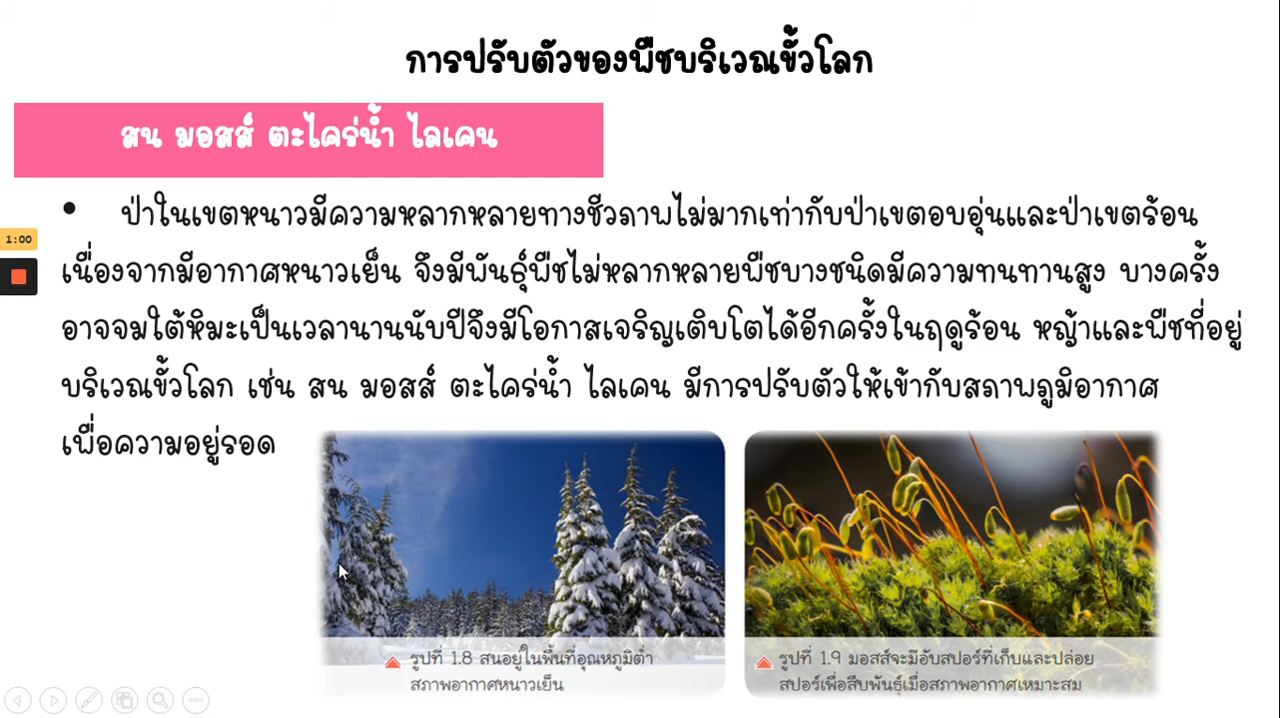 การปรับตัวของพืชบริเวณขั้วโลก
สน มอสส์ ตะไคร่น้ำ ไลเคน
• ป่าในเขตหนาวมีความหลากหลายทางชีวภาพไม่มากเท่ากับป่าเขตอบอุ่นและป่าเขตร้อน
เนื่องจากมีอากาศหนาวเย็น จึงมีพันธุ์พืชไม่หลากหลายพืชบางชนิดมีความทนทานสูง บางครั้ง
อาจจมใต้หิมะเป็นเวลานานนับปีจึงมีโอกาสเจริญเติบโตได้อีกครั้งในฤดูร้อน หญ้าและพืชที่อยู่
บริเวณขั้วโลก เช่น สน มอสส์ ตะไคร่น้ำ ไลเคน มีการปรับตัวให้เข้ากับสภาพภูมิอากาศ
เพื่อความอยู่รอด
1:00
รูปที่ 1.8 สนอยู่ในพื้นที่อุณหภูมิต่ำ
สภาพอากาศหนาวเย็น
รูปที่ 1.9 มอสส์จะมีอับสปอร์ที่เก็บและปล่อย
สปอร์เพื่อสืบพันธุ์เมื่อสภาพอากาศเหมาะสม